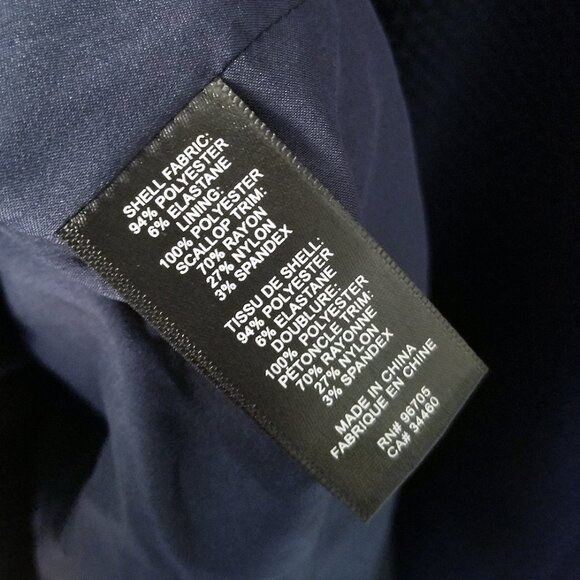 SHELL FABRIC:
94% POLYESTER
6% ELASTANE
LINING:
100% POLYESTER
SCALLOP TRIM:
70% RAYON
27% NYLON
3% SPANDEX
TISSU DE SHELL:
94% POLYESTER
6% ELASTANE
DOUBLURE:
100% POLYESTER
PÉTONCLE TRIM:
70% RAYONNE
27% NYLON
3% SPANDEX
MADE IN CHINA
FABRIQUE EN CHINE
RN# 96705
CA# 34460